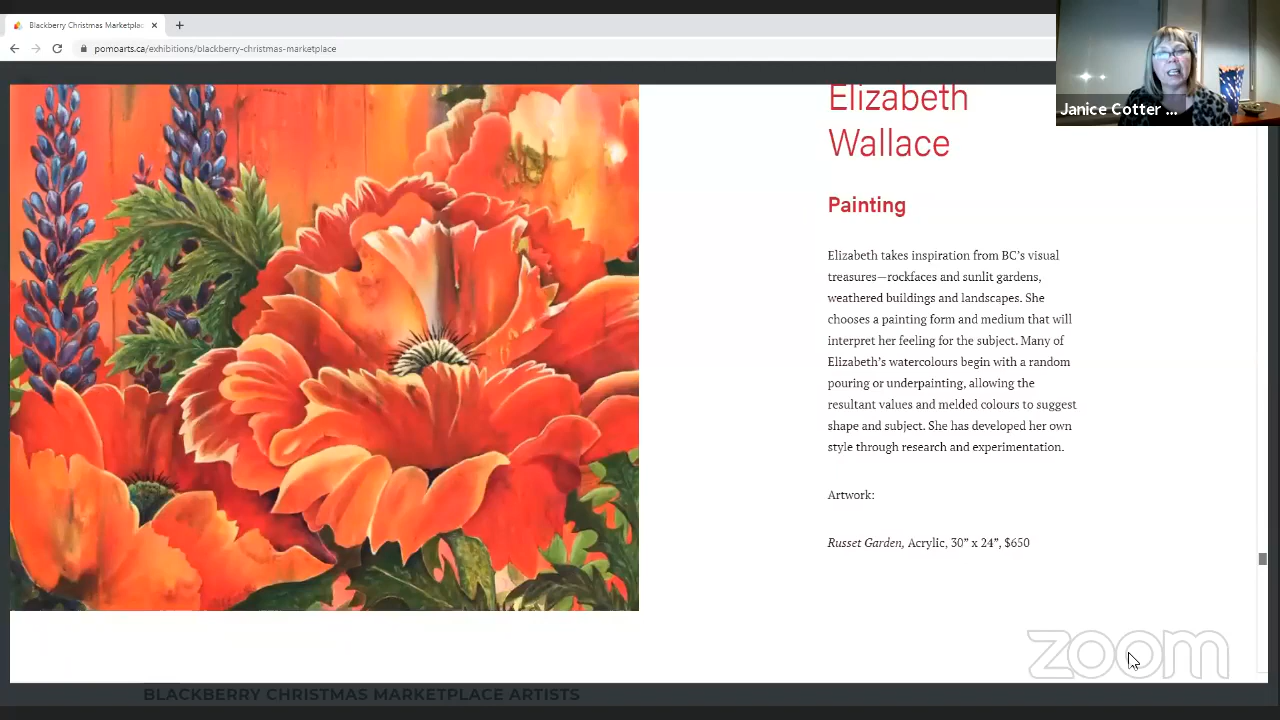 Blackberry Christmas Marketplac
pomoarts.ca/exhibitions/blackberry-christmas-marketplace
Janice Cotter ...
Elizabeth
Wallace
Painting
Elizabeth takes inspiration from BC's visual
treasures—rockfaces and sunlit gardens,
weathered buildings and landscapes. She
chooses a painting form and medium that will
interpret her feeling for the subject. Many of
Elizabeth's watercolours begin with a random
pouring or underpainting, allowing the
resultant values and melded colours to suggest
shape and subject. She has developed her own
style through research and experimentation.
Artwork:
Russet Garden, Acrylic, 30” x 24”, $650
zoom
BLACKBERRY CHRISTMAS MARKETPLACE ARTISTS